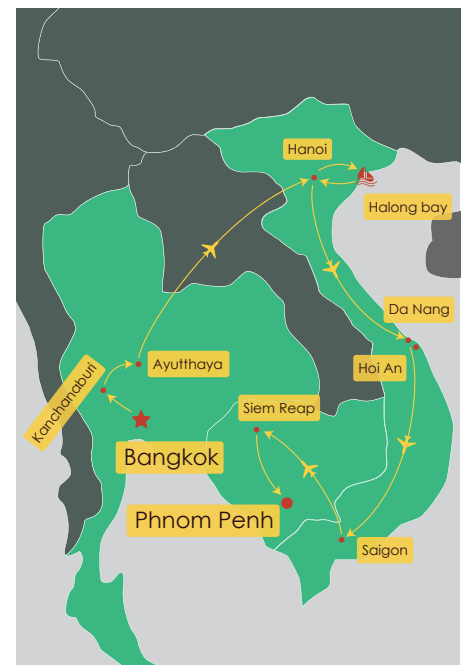 Hanoi
Halong bay
Da Nang
Hoi An
Ayutthaya
Kanchanaburi
Siem Reap
Bangkok
Phnom Penh
Saigon